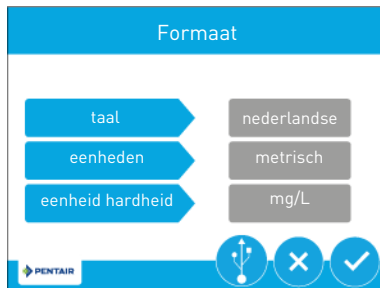 Formaat
taal nederlandse
eenheden metrisch
eenheid hardheid mg/L
PENTAIR